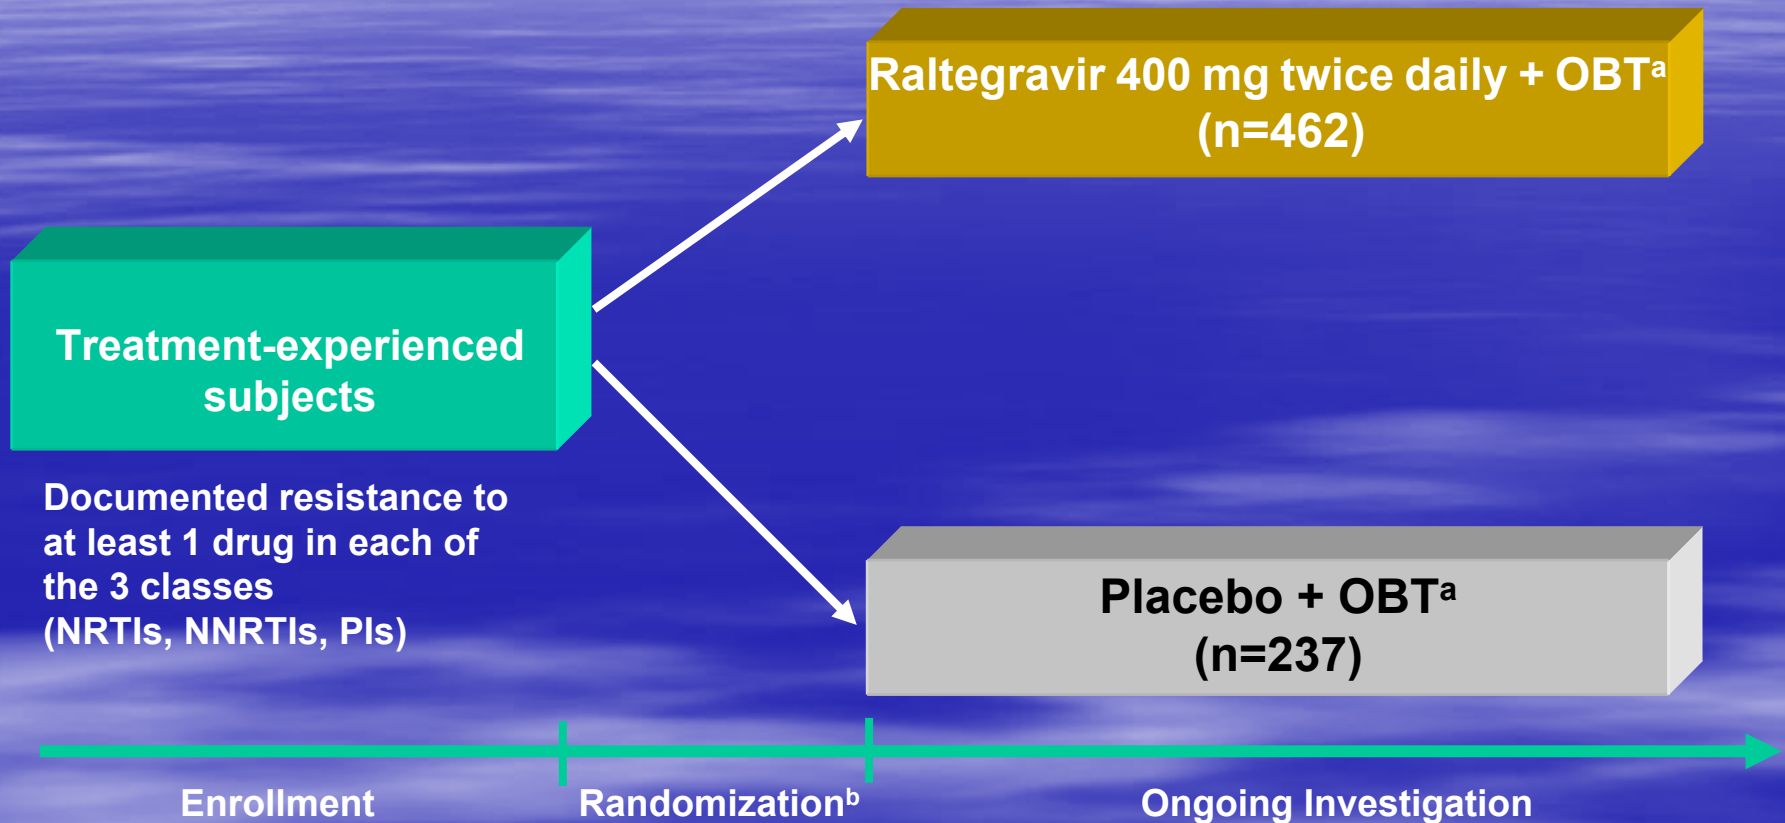 Raltegravir 400 mg twice daily + OBTᵃ
(n=462)
Treatment-experienced
subjects
Documented resistance to
at least 1 drug in each of
the 3 classes
(NRTIs, NNRTIs, PIs)
Placebo + OBTᵃ
(n=237)
Enrollment
Randomizationᵇ
Ongoing Investigation